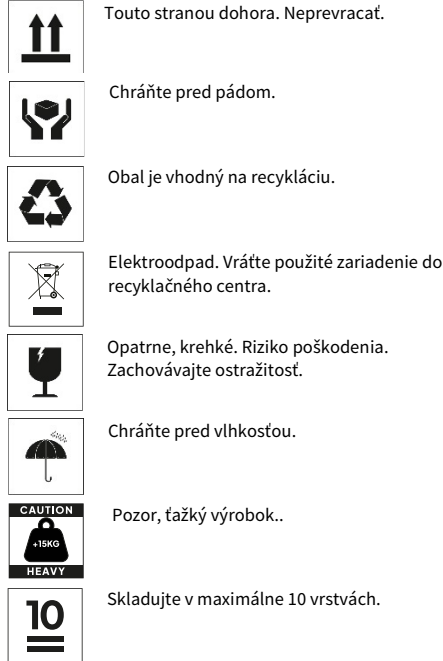 Touto stranou dohora. Neprevracať.
Chráňte pred pádom.
Obal je vhodný na recykláciu.
Elektroodpad. Vráťte použité zariadenie do
recyklačného centra.
Opatrne, krehké. Riziko poškodenia.
Zachovávajte ostražitosť.
Chráňte pred vlhkosťou.
CAUTION
+15KG
HEAVY
Pozor, ťažký výrobok..
10
Skladujte v maximálne 10 vrstvách.